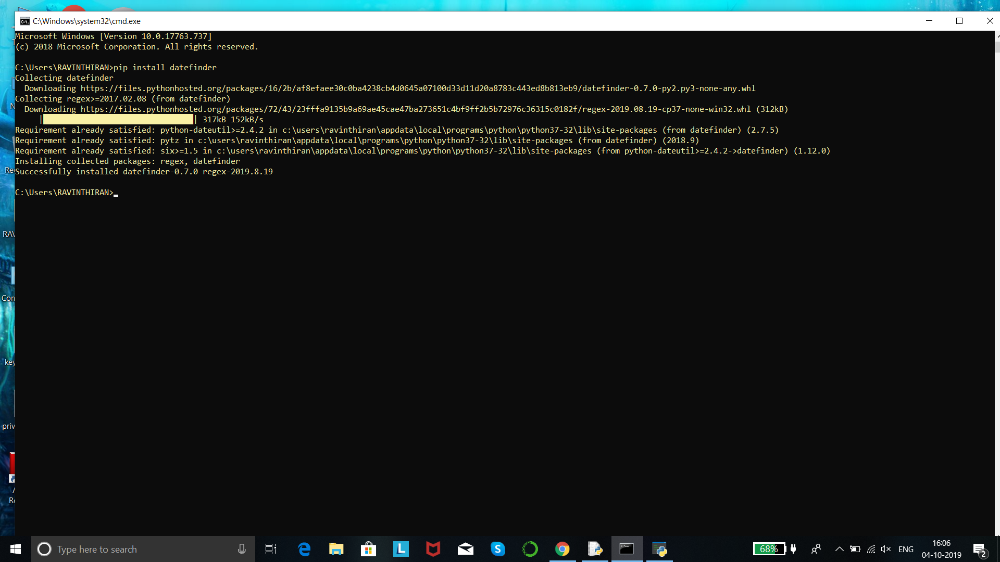 C:\Windows\system32\cmd.exe
Microsoft Windows [Version 10.0.17763.737]
(c) 2018 Microsoft Corporation. All rights reserved.
C:\Users\RAVINTHIRAN>pip install datefinder
Collecting datefinder
Downloading https://files.pythonhosted.org/packages/16/2b/af8efaee30c0ba4238cb4d0645a07100d33d11d20a8783c443ed8b813eb9/datefinder-0.7.0-py2.py3-none-any.whl
Collecting regex>=2017.02.08 (from datefinder)
Downloading https://files.pythonhosted.org/packages/72/43/23fffa9135b9a69ae45cae47ba273651c4bf9ff2b5b72976c36315c0182f/regex-2019.08.19-cp37-none-win32.whl (312kB)
| | 317kB 152kB/s
Requirement already satisfied: python-dateutil>=2.4.2 in c:\users\ravinthiran\appdata\local\programs\python\python37-32\lib\site-packages (from datefinder) (2.7.5)
Requirement already satisfied: pytz in c:\users\ravinthiran\appdata\local\programs\python\python37-32\lib\site-packages (from datefinder) (2018.9)
Requirement already satisfied: six>=1.5 in c:\users\ravinthiran\appdata\local\programs\python\python37-32\lib\site-packages (from python-dateutil>=2.4.2->datefinder) (1.12.0)
Installing collected packages: regex, datefinder
Successfully installed datefinder-0.7.0 regex-2019.8.19
C:\Users\RAVINTHIRAN>
Rec
RAV
Con
key
priv
Re
Type here to search
68%
ENG
16:06
04-10-2019
2